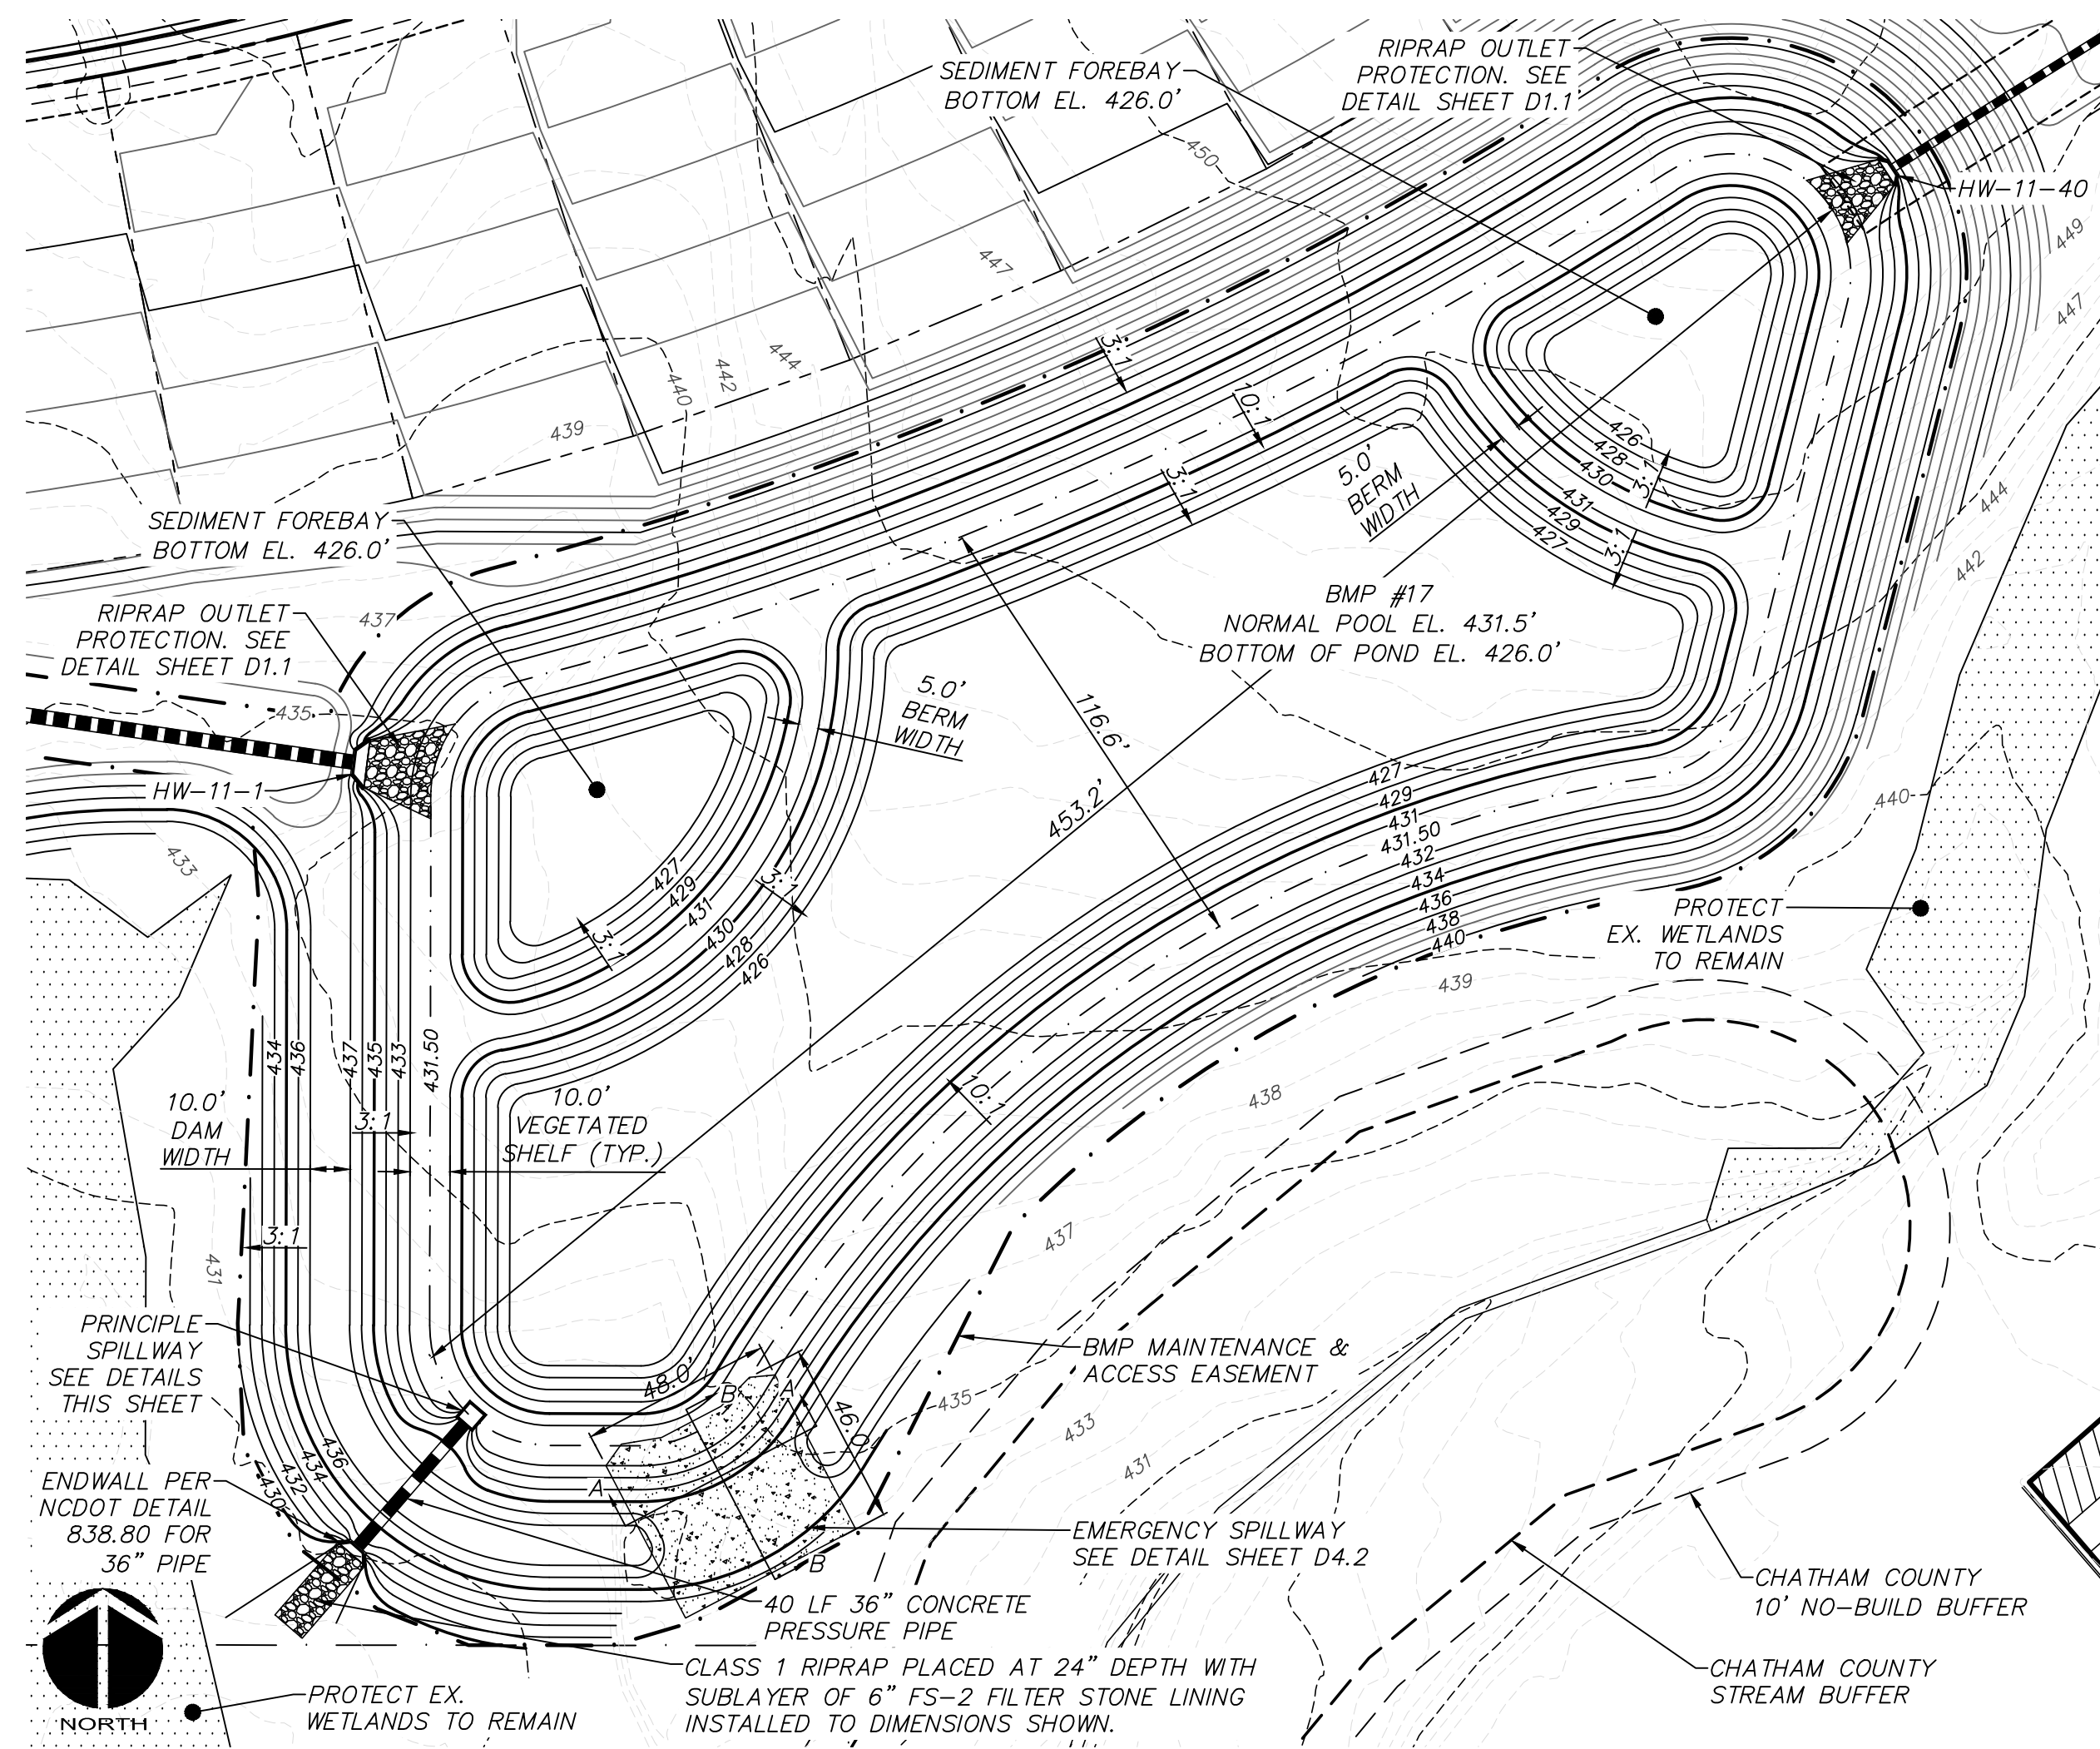 SEDIMENT FOREBAY
BOTTOM EL. 426.0'
RIPRAP OUTLET
PROTECTION. SEE
DETAIL SHEET D1.1
HW-11-40
450
447
449
447
444
442
440
439
440
442
444
3:1
10:1
3:1
5.0'
BERM
WIDTH
426
428
430
3:1
431
429
427
3:1
SEDIMENT FOREBAY
BOTTOM EL. 426.0'
RIPRAP OUTLET
PROTECTION. SEE
DETAIL SHEET D1.1
437
435
HW-11-1
433
5.0'
BERM
WIDTH
BMP #17
NORMAL POOL EL. 431.5'
BOTTOM OF POND EL. 426.0'
116.6'
453.2'
427
429
431
431.50
432
434
436
438
440
427
429
431
430
428
426
3:1
3:1
PROTECT
EX. WETLANDS
TO REMAIN
439
438
437
10:1
434
436
437
435
433
431.50
10.0'
DAM
WIDTH
3:1
3:1
431
10.0'
VEGETATED
SHELF (TYP.)
PRINCIPLE
SPILLWAY
SEE DETAILS
THIS SHEET
48.0'
46.0'
B
A
A
B
BMP MAINTENANCE &
ACCESS EASEMENT
435
433
431
436
434
432
430
ENDWALL PER
NCDOT DETAIL
838.80 FOR
36" PIPE
EMERGENCY SPILLWAY
SEE DETAIL SHEET D4.2
40 LF 36" CONCRETE
PRESSURE PIPE
CLASS 1 RIPRAP PLACED AT 24" DEPTH WITH
SUBLAYER OF 6" FS-2 FILTER STONE LINING
INSTALLED TO DIMENSIONS SHOWN.
CHATHAM COUNTY
10' NO-BUILD BUFFER
CHATHAM COUNTY
STREAM BUFFER
NORTH
PROTECT EX.
WETLANDS TO REMAIN